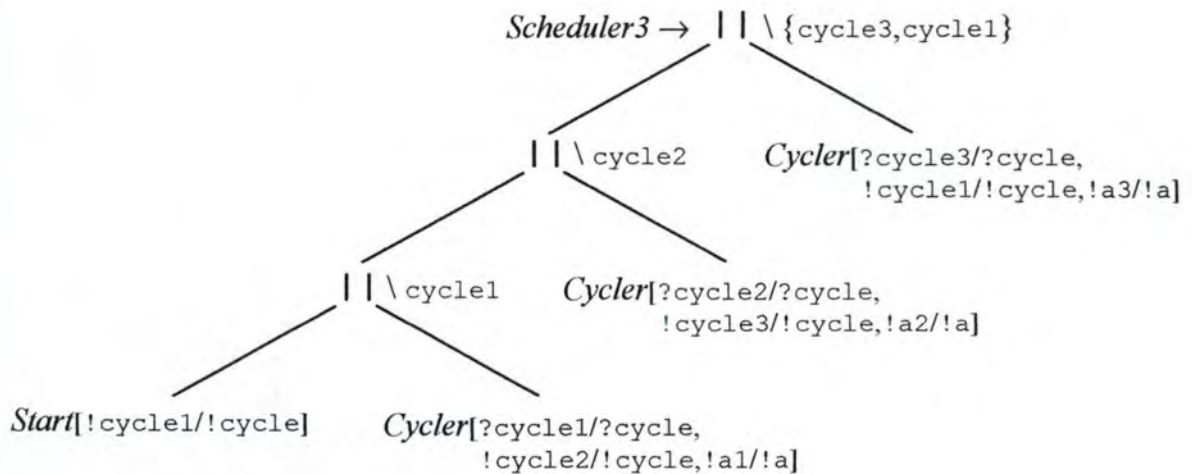 Scheduler3 → || \ {cycle3,cycle1}
|| \ cycle2
Cycler[?cycle3/?cycle,
!cycle1/!cycle,!a3/!a]
|| \ cycle1
Cycler[?cycle2/?cycle,
!cycle3/!cycle,!a2/!a]
Start[!cycle1/!cycle]
Cycler[?cycle1/?cycle,
!cycle2/!cycle,!a1/!a]